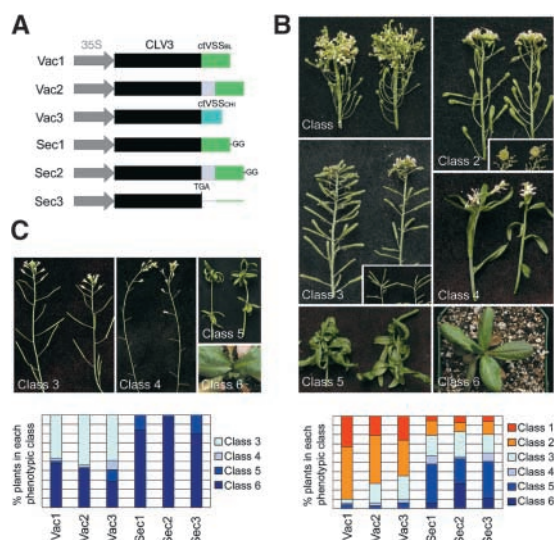 A
35S
CLV3
ctVSSBL
Vac1
Vac2
ctVSSCHI
Vac3
Sec1
-GG
Sec2
-GG
TGA
Sec3
B
Class 1
Class 2
Class 3
Class 4
Class 5
Class 6
C
Class 3
Class 4
Class 5
Class 6
% plants in each
phenotypic class
Class 3
Class 4
Class 5
Class 6
Vac1
Vac2
Vac3
Sec1
Sec2
Sec3
% plants in each
phenotypic class
Class 1
Class 2
Class 3
Class 4
Class 5
Class 6
Vac1
Vac2
Vac3
Sec1
Sec2
Sec3